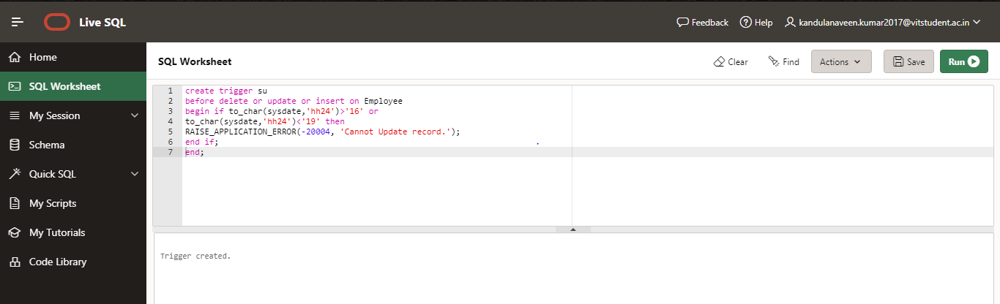 Live SQL
Feedback
Help
kandulanaveen.kumar2017@vitstudent.ac.in
Home
SQL Worksheet
My Session
Schema
Quick SQL
My Scripts
My Tutorials
Code Library
SQL Worksheet
Clear
Find
Actions
Save
Run
1 create trigger su
2 before delete or update or insert on Employee
3 begin if to_char(sysdate,'hh24')>'16' or
4 to_char(sysdate,'hh24')<'19' then
5 RAISE_APPLICATION_ERROR(-20004, 'Cannot Update record.');
6 end if;
7 end;
Trigger created.